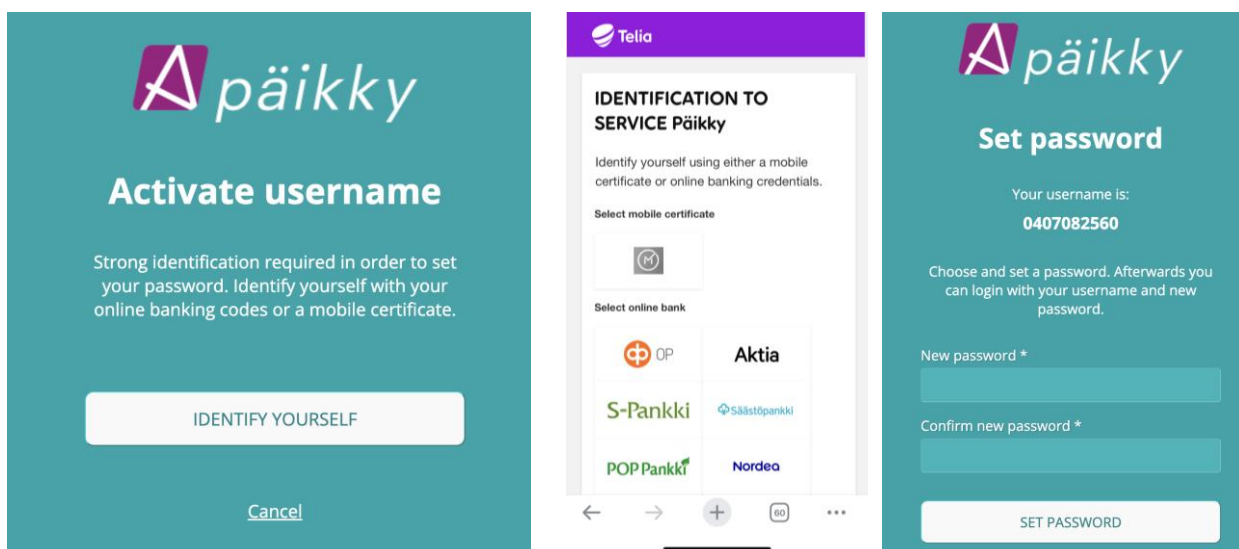 päikky
Activate username
Strong identification required in order to set
your password. Identify yourself with your
online banking codes or a mobile certificate.
IDENTIFY YOURSELF
Cancel
Telia
IDENTIFICATION TO
SERVICE Päikky
Identify yourself using either a mobile
certificate or online banking credentials.
Select mobile certificate
M
Select online bank
OP
Aktia
S-Pankki
Säästöpankki
POP Pankki
Nordea
60
päikky
Set password
Your username is:
0407082560
Choose and set a password. Afterwards you
can login with your username and new
password.
New password *
Confirm new password *
SET PASSWORD